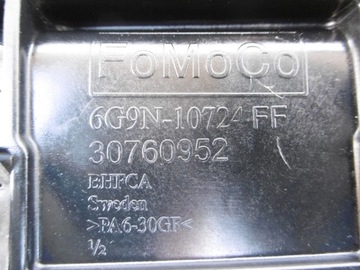 FoMoCo
6G9N-10724 FF
30760952
BHFCA
Sweden
>PA6-30GF<
½